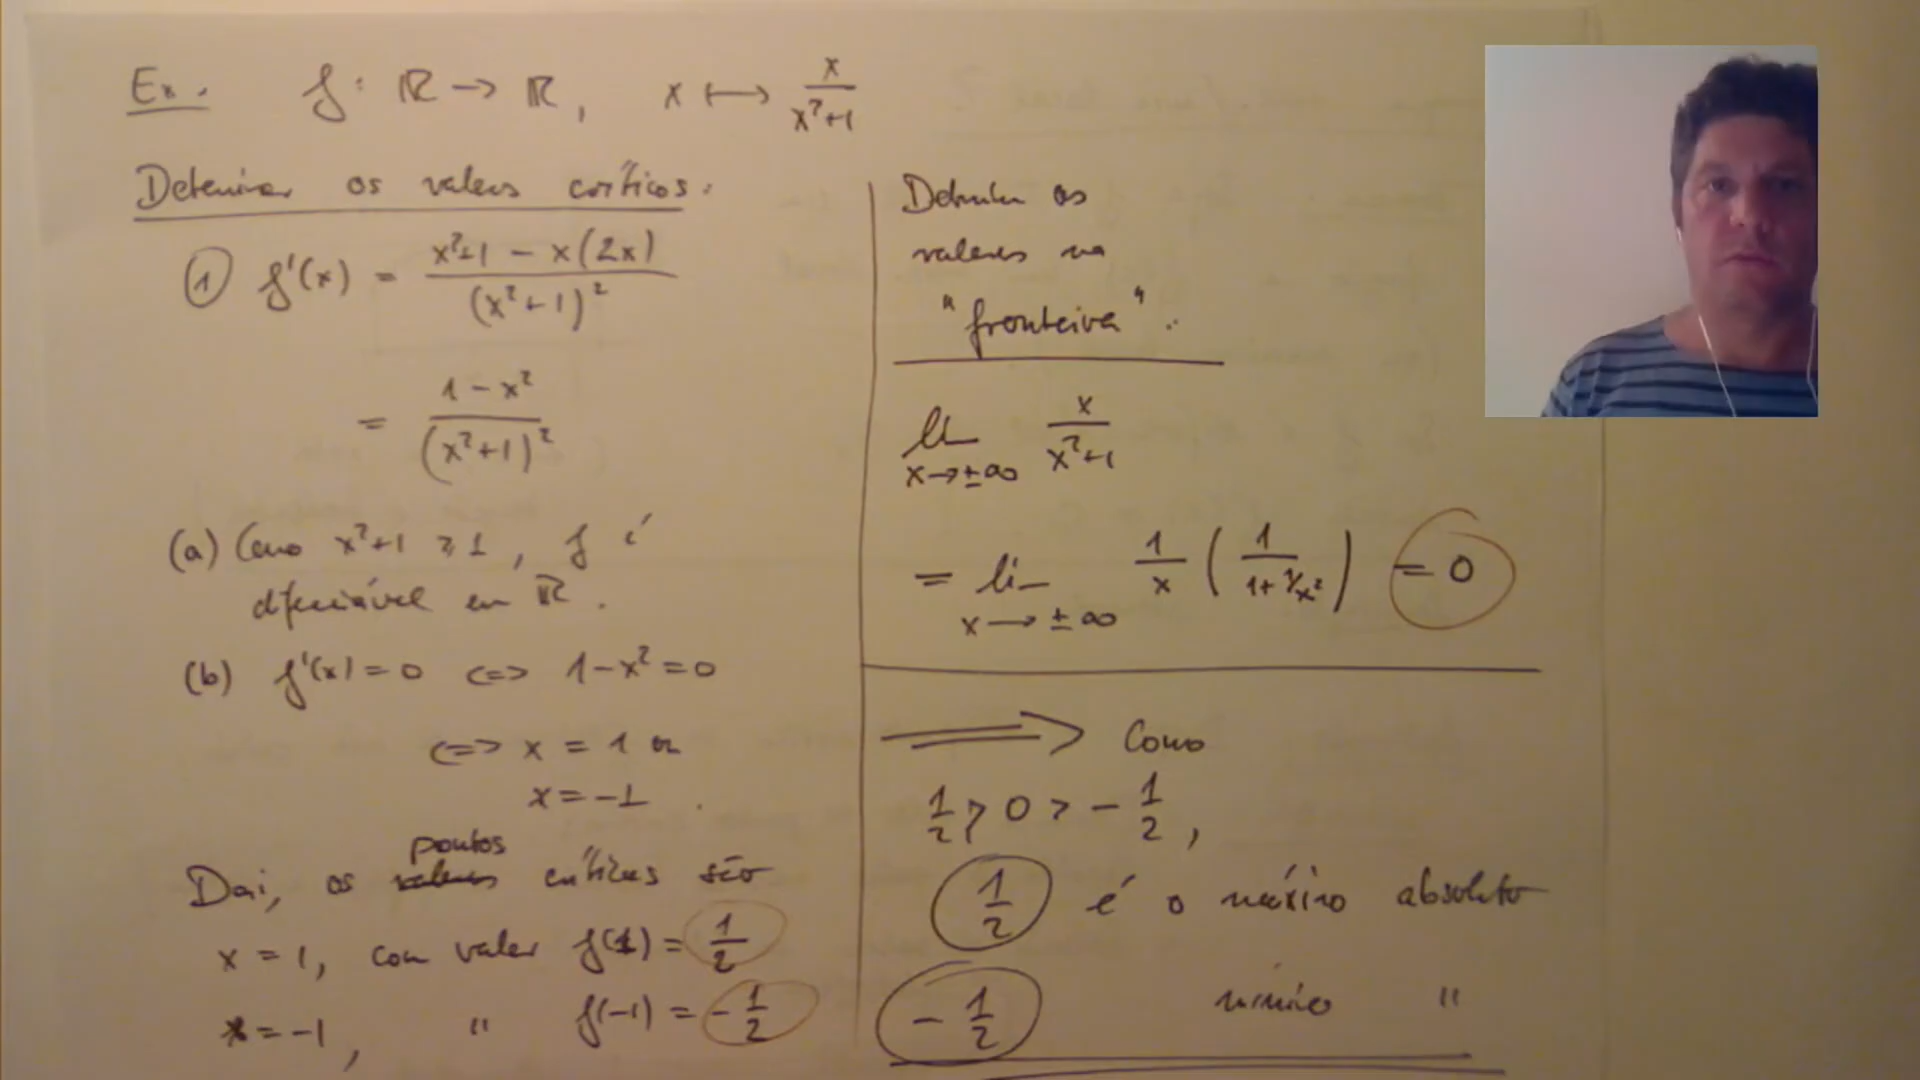 Ex. f: ℝ → ℝ, x ↦ x/(x²+1)
Determinar os valores críticos:
① f'(x) = (x²+1 - x(2x))/(x²+1)²
= (1-x²)/(x²+1)²
(a) Como x²+1 ≥ 1, f é
diferenciável em ℝ.
(b) f'(x) = 0 <=> 1-x² = 0
<=> x = 1 ou
x = -1.
pontos
Dai, os valores críticos são
x = 1, com valor f(1) = 1/2
x = -1, " f(-1) = -1/2
Determinar os
valores na
"fronteira":
lim x→±∞ x/(x²+1)
= lim x→±∞ 1/x (1/(1+1/x²)) = 0
⟹ Como
1/2 > 0 > -1/2,
1/2 é o máximo absoluto
-1/2 mínimo "